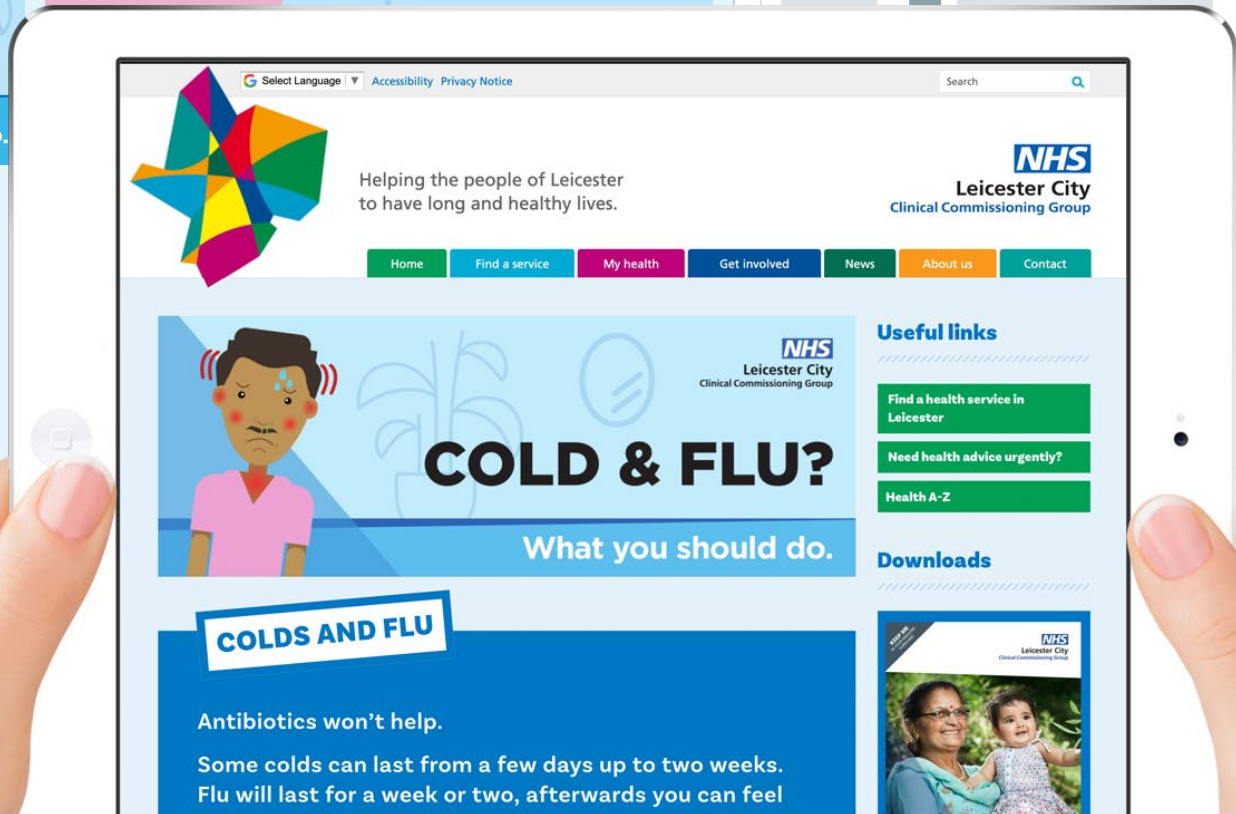 Select Language
Accessibility Privacy Notice
Search
Helping the people of Leicester
to have long and healthy lives.
NHS
Leicester City
Clinical Commissioning Group
Home Find a service My health Get involved News About us Contact
NHS
Leicester City
Clinical Commissioning Group
COLD & FLU?
What you should do.
COLDS AND FLU
Antibiotics won't help.
Some colds can last from a few days up to two weeks.
Flu will last for a week or two, afterwards you can feel
Useful links
Find a health service in
Leicester
Need health advice urgently?
Health A-Z
Downloads
KEEP ME
NHS
Leicester City
Clinical Commissioning Group